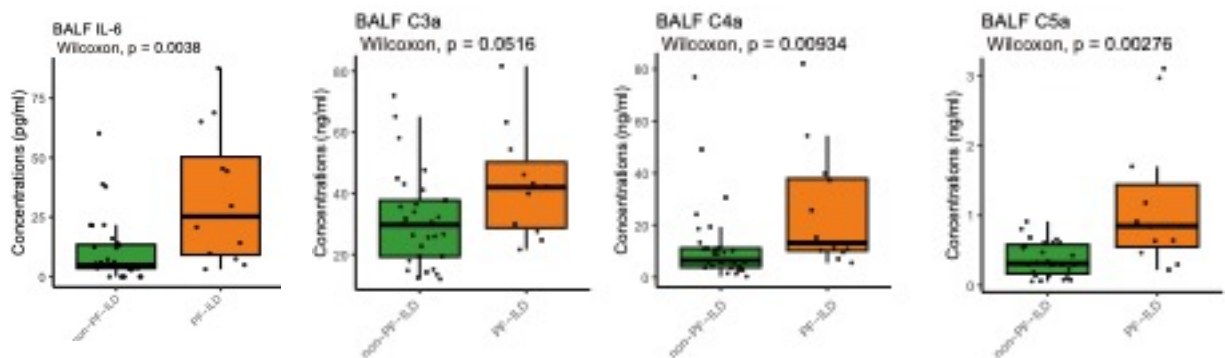 BALF IL-6
Wilcoxon, p = 0.0038
Concentrations (pg/ml)
75
50
25
0
non-PF-ILD
PF-ILD
BALF C3a
Wilcoxon, p = 0.0516
Concentrations (ng/ml)
80
60
40
20
non-PF-ILD
PF-ILD
BALF C4a
Wilcoxon, p = 0.00934
Concentrations (ng/ml)
80
60
40
20
0
non-PF-ILD
PF-ILD
BALF C5a
Wilcoxon, p = 0.00276
Concentrations (ng/ml)
3
2
1
0
non-PF-ILD
PF-ILD